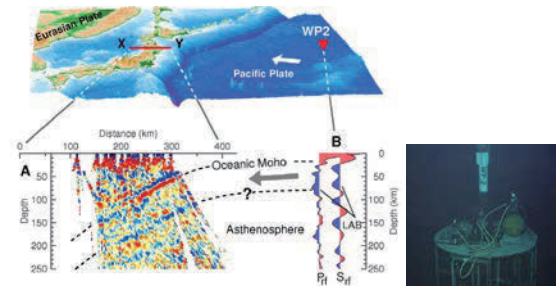 Eurasian Plate
X Y
WP2
Pacific Plate
Distance (km)
0 100 200 300 400
B
A
0
50
100
150
200
250
Depth
Oceanic Moho
?
Asthenosphere
LAB
0
50
100
150
200
250
Depth (km)
Prf Srf